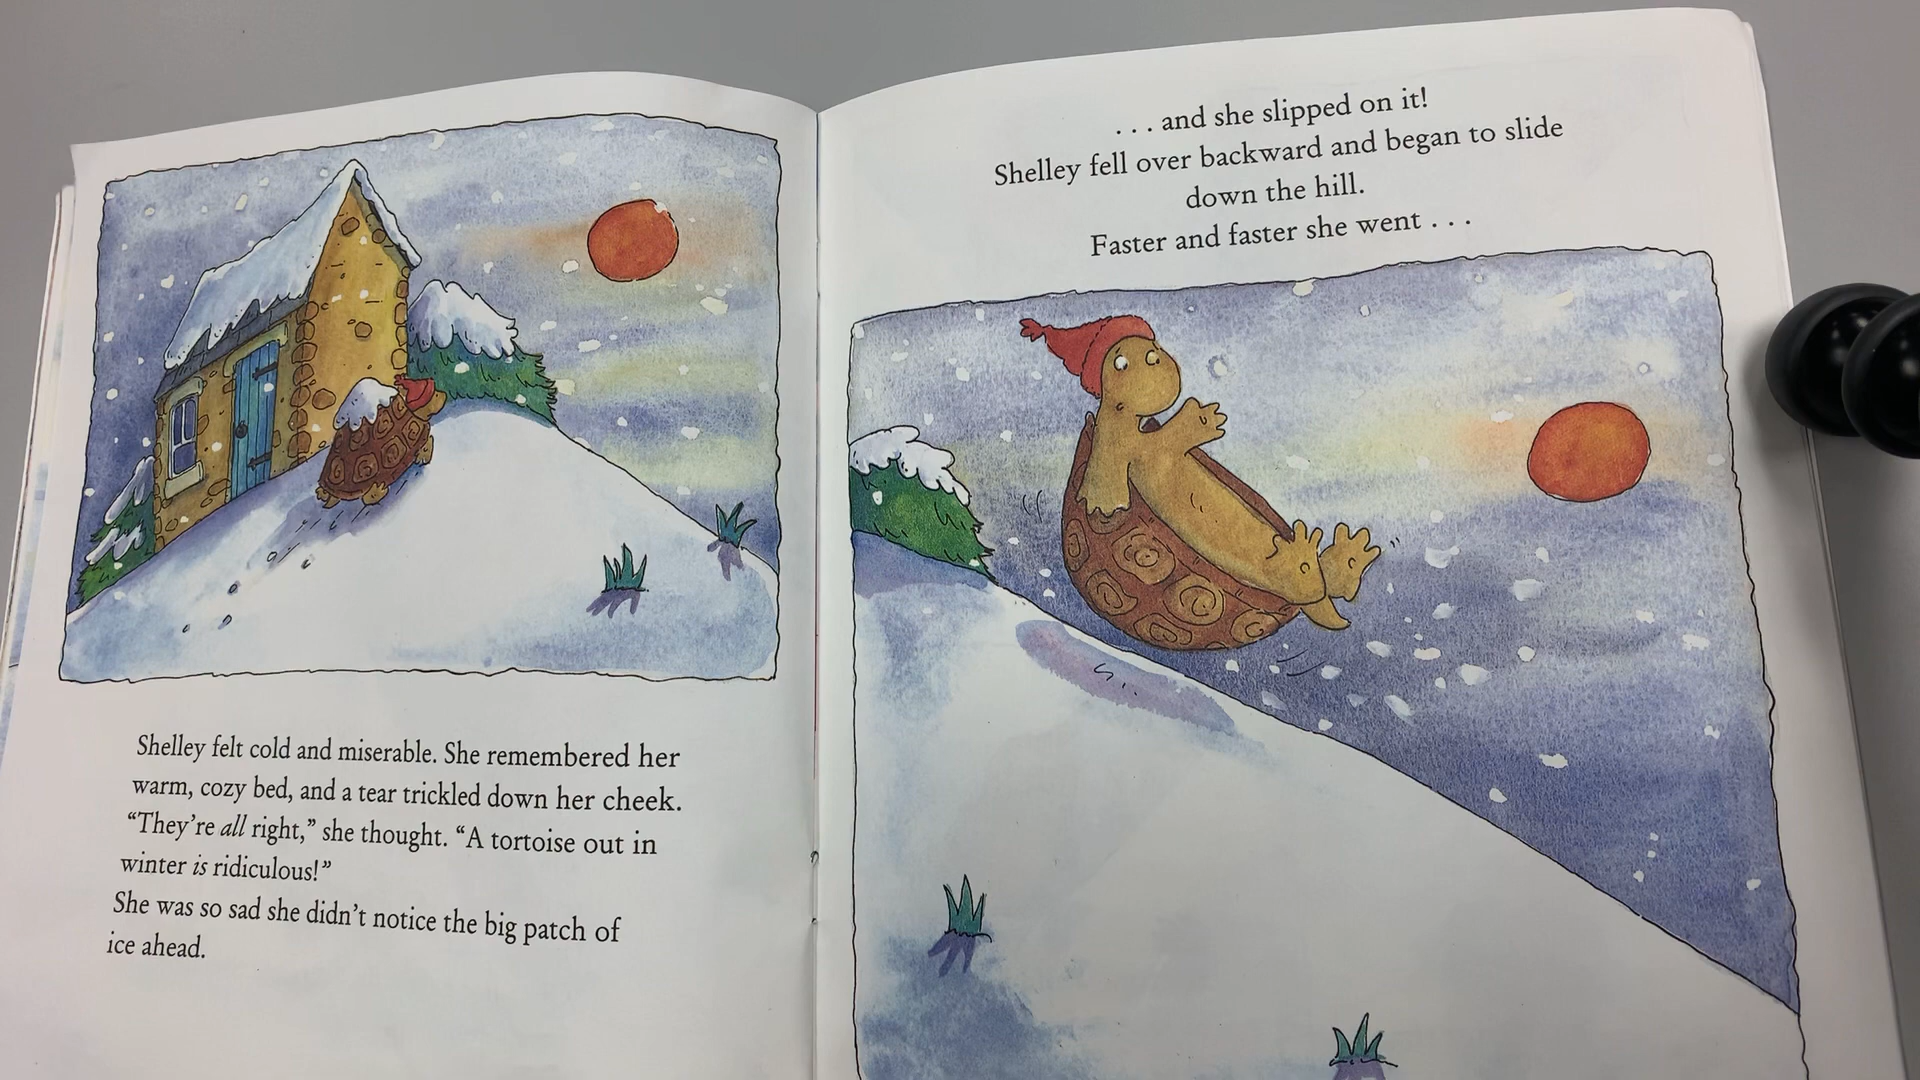 Shelley felt cold and miserable. She remembered her
warm, cozy bed, and a tear trickled down her cheek.
“They’re all right,” she thought. “A tortoise out in
winter is ridiculous!”
She was so sad she didn’t notice the big patch of
ice ahead.
. . . and she slipped on it!
Shelley fell over backward and began to slide
down the hill.
Faster and faster she went . . .